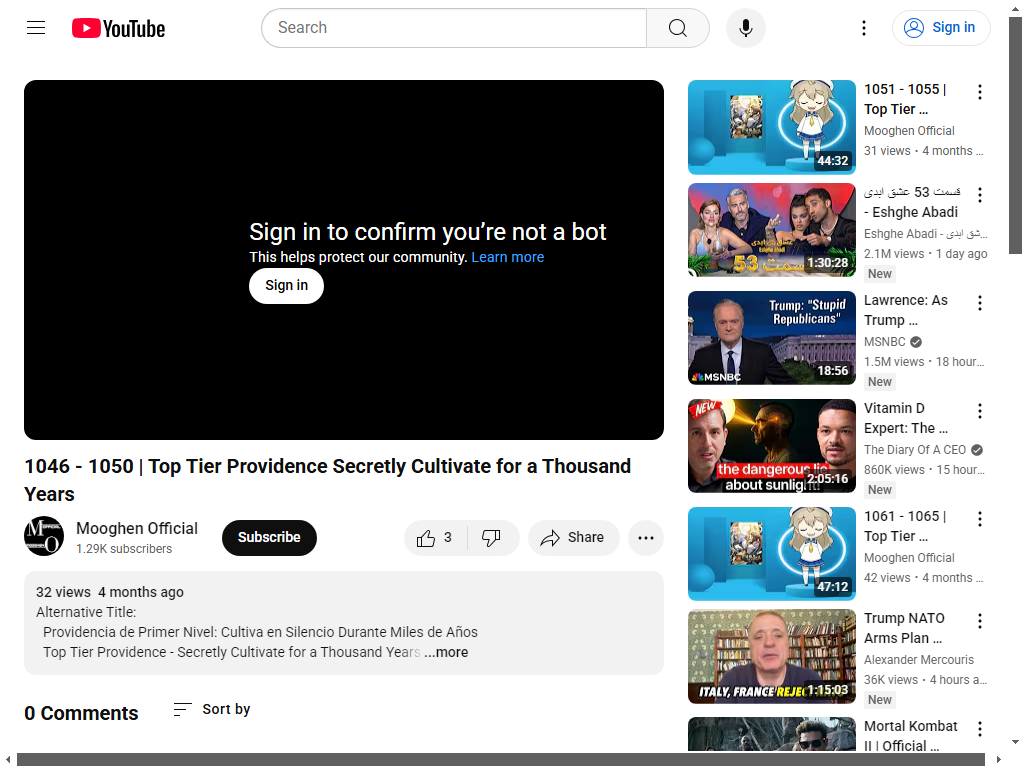 YouTube
Search
Sign in
Sign in to confirm you're not a bot
This helps protect our community. Learn more
Sign in
1046 - 1050 | Top Tier Providence Secretly Cultivate for a Thousand
Years
Mooghen Official
1.29K subscribers
Subscribe
3
Share
32 views 4 months ago
Alternative Title:
Providencia de Primer Nivel: Cultiva en Silencio Durante Miles de Años
Top Tier Providence - Secretly Cultivate for a Thousand Years ...more
0 Comments
Sort by
44:32
1051 - 1055 |
Top Tier ...
Mooghen Official
31 views • 4 months ...
عشق ابدی
Eshghe abadi
قسمت 53
1:30:28
قسمت 53 عشق ابدی
- Eshghe Abadi
Eshghe Abadi - عشق ابدی...
2.1M views • 1 day ago
New
Trump: "Stupid
Republicans"
MSNBC
18:56
Lawrence: As
Trump ...
MSNBC
1.5M views • 18 hour...
New
NEW
the dangerous lie
about sunlight!
2:05:16
Vitamin D
Expert: The ...
The Diary Of A CEO
860K views • 15 hour...
New
47:12
1061 - 1065 |
Top Tier ...
Mooghen Official
42 views • 4 months ...
ITALY, FRANCE
1:15:03
Trump NATO
Arms Plan ...
Alexander Mercouris
36K views • 4 hours a...
New
Mortal Kombat
II | Official ...